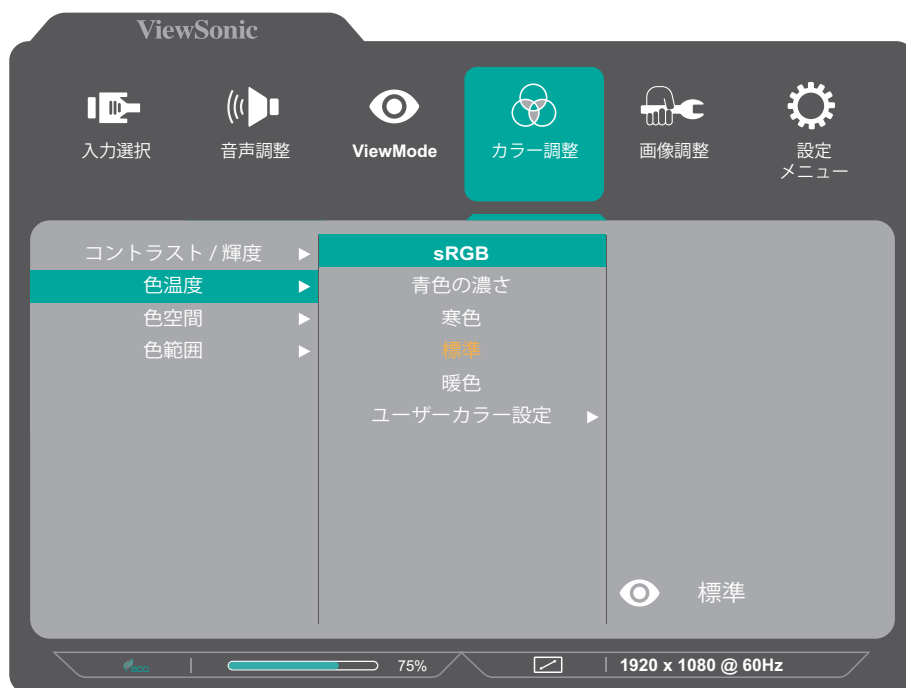 ViewSonic
入力選択
音声調整
ViewMode
カラー調整
画像調整
設定
メニュー
コントラスト / 輝度
色温度
色空間
色範囲
sRGB
青色の濃さ
寒色
標準
暖色
ユーザーカラー設定
標準
eco
75%
1920 x 1080 @ 60Hz